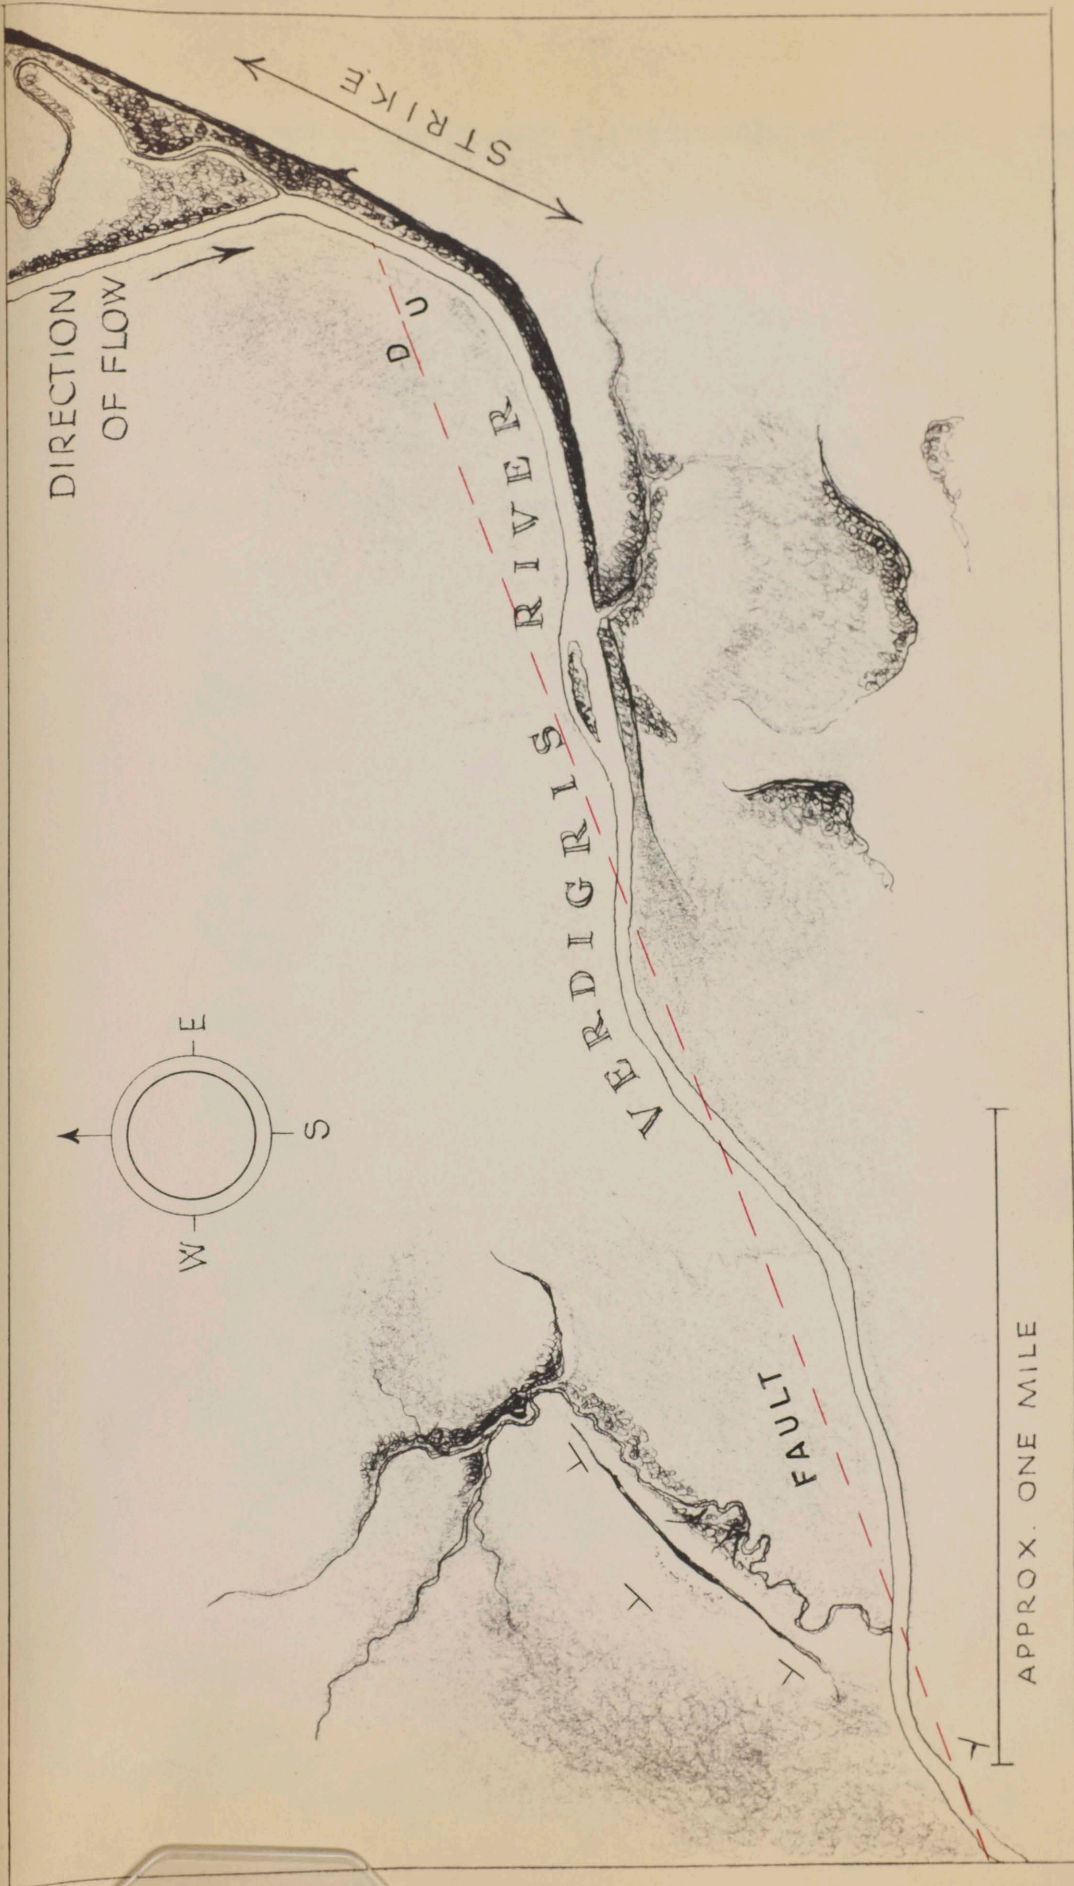 STRIKE
DIRECTION
OF FLOW
D
U
VERDIGRIS RIVER
W
E
S
FAULT
APPROX. ONE MILE